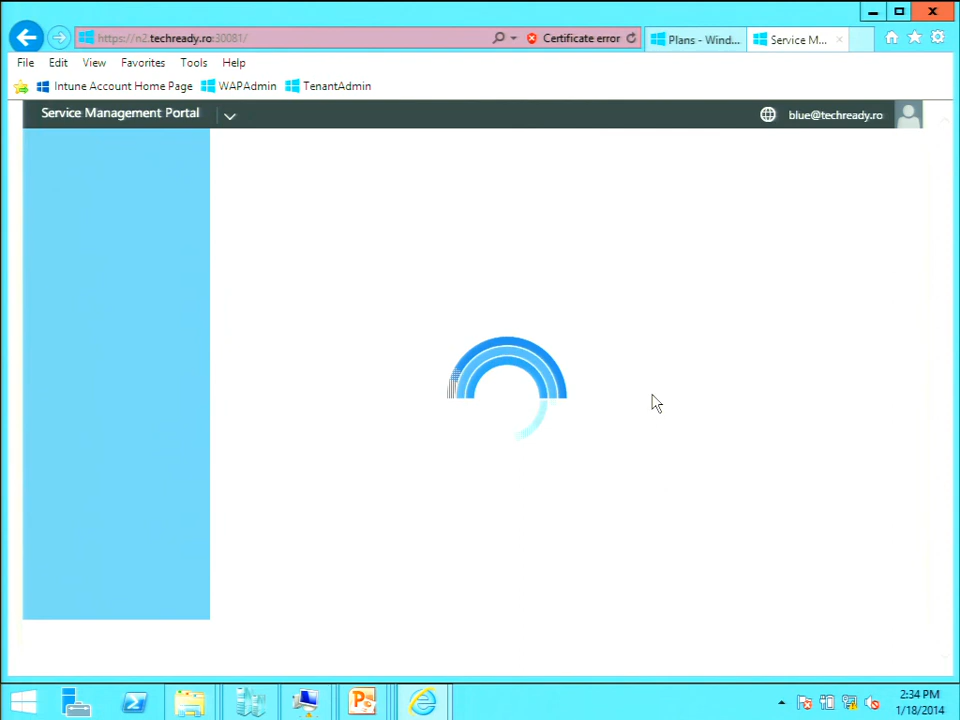 https://n2.techready.ro:30081/
Certificate error
Plans - Wind...
Service M...
File Edit View Favorites Tools Help
Intune Account Home Page WAPAdmin TenantAdmin
Service Management Portal
blue@techready.ro
2:34 PM
1/18/2014